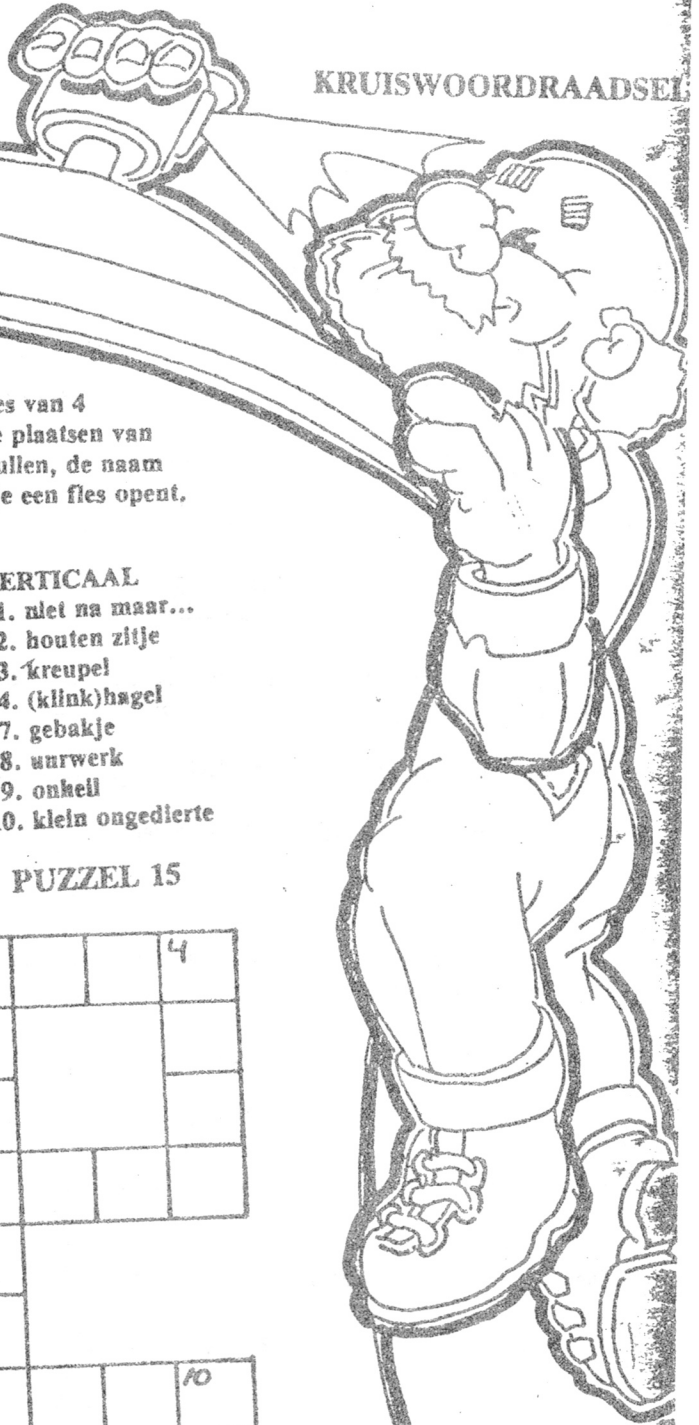 KRUISWOORDRAADSEL
es van 4
e plaatsen van
ullen, de naam
e een fles opent.
ERTICAAL
1. niet na maar...
2. houten zitje
3. kreupel
4. (klink)hagel
7. gebakje
8. uurwerk
9. onheil
0. klein ongedierte
PUZZEL 15
4
10